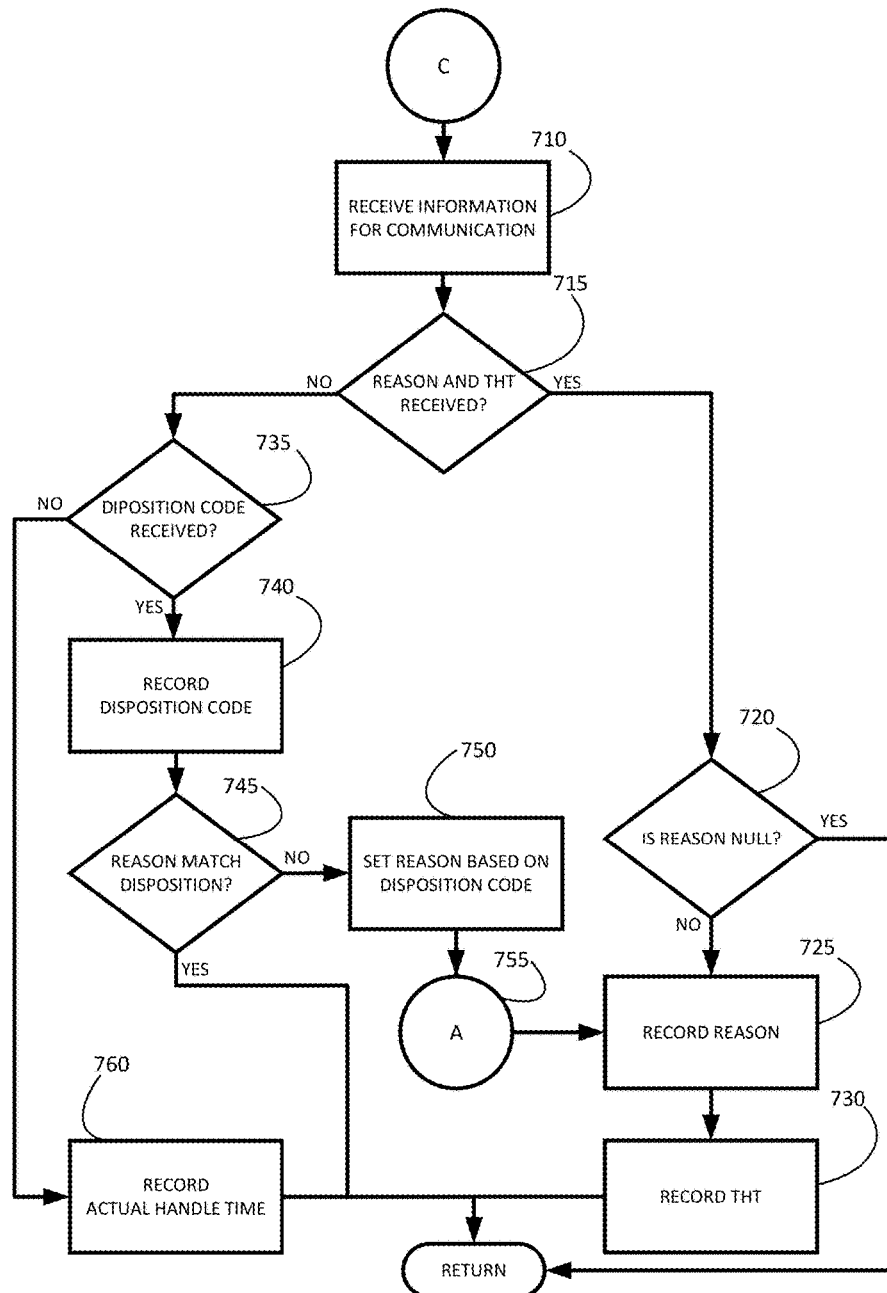 C
710
RECEIVE INFORMATION
FOR COMMUNICATION
715
REASON AND THT
RECEIVED?
NO
YES
735
DIPOSITION CODE
RECEIVED?
NO
YES
740
RECORD
DISPOSITION CODE
720
IS REASON NULL?
YES
NO
745
REASON MATCH
DISPOSITION?
NO
YES
750
SET REASON BASED ON
DISPOSITION CODE
755
A
725
RECORD REASON
760
RECORD
ACTUAL HANDLE TIME
730
RECORD THT
RETURN